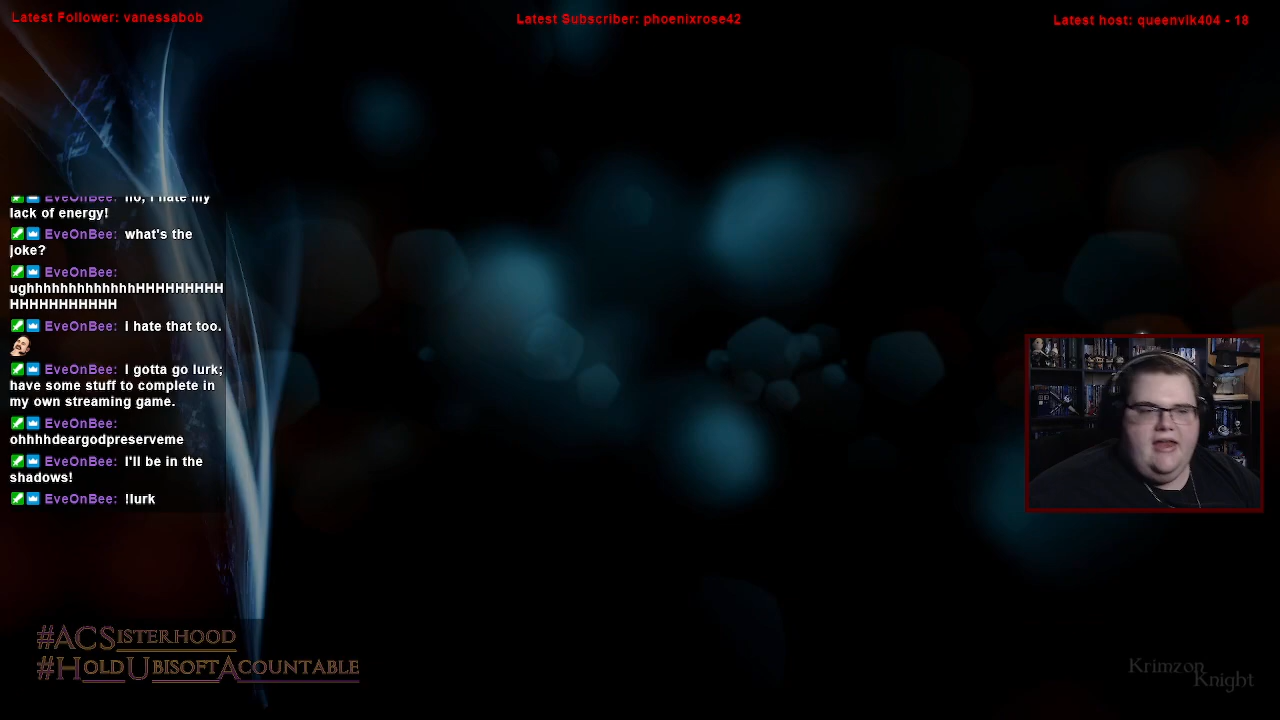 Latest Follower: vanessabob
Latest Subscriber: phoenixrose42
Latest host: queenvik404 - 18
EveOnBee: no, I hate my
lack of energy!
EveOnBee: what's the
joke?
EveOnBee:
ughhhhhhhhhhhhHHHHHHHHH
HHHHHHHHHHH
EveOnBee: I hate that too.
EveOnBee: I gotta go lurk;
have some stuff to complete in
my own streaming game.
EveOnBee:
ohhhhdeargodpreserveme
EveOnBee: I'll be in the
shadows!
EveOnBee: !lurk
#ACSisterhood
#HoldUbisoftAcountable
Krimzon
Knight